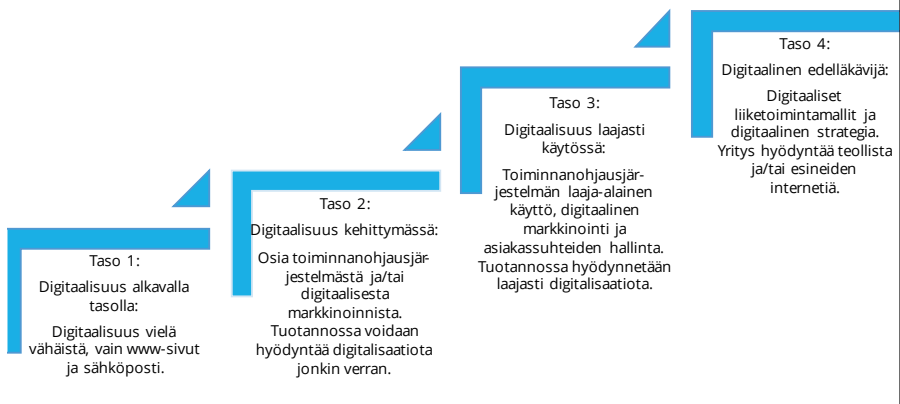 Taso 1:
Digitaalisuus alkavalla
tasolla:
Digitaalisuus vielä
vähäistä, vain www-sivut
ja sähköposti.
Taso 2:
Digitaalisuus kehittymässä:
Osia toiminnanohjausjär-
jestelmästä ja/tai
digitaalisesta
markkinoinnista.
Tuotannossa voidaan
hyödyntää digitalisaatiota
jonkin verran.
Taso 3:
Digitaalisuus laajasti
käytössä:
Toiminnanohjausjär-
jestelmän laaja-alainen
käyttö, digitaalinen
markkinointi ja
asiakassuhteiden hallinta.
Tuotannossa hyödynnetään
laajasti digitalisaatiota.
Taso 4:
Digitaalinen edelläkävijä:
Digitaaliset
liiketoimintamallit ja
digitaalinen strategia.
Yritys hyödyntää teollista
ja/tai esineiden
internetiä.